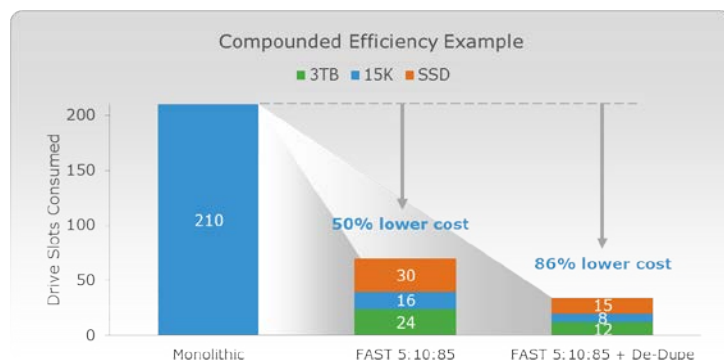 Compounded Efficiency Example
3TB 15K SSD
Drive Slots Consumed
200
150
100
50
0
210
50% lower cost
30
16
24
86% lower cost
15
8
12
Monolithic FAST 5:10:85 FAST 5:10:85 + De-Dupe